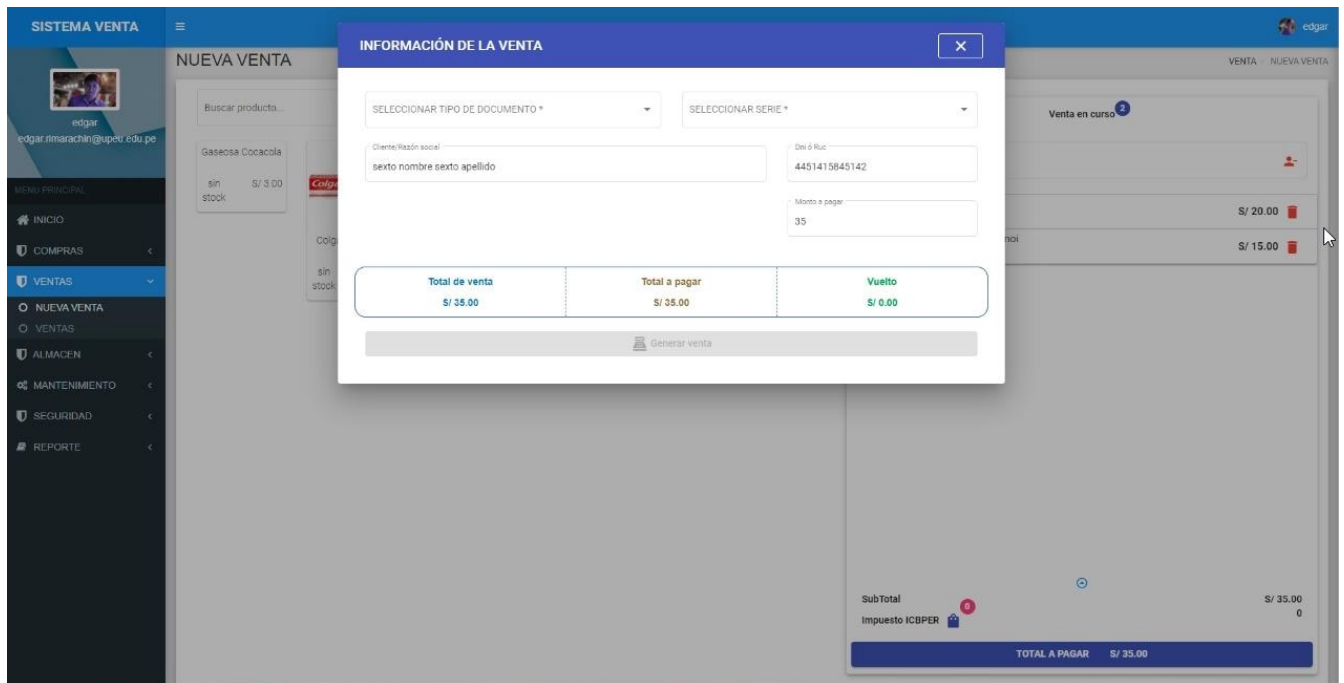 SISTEMA VENTA
edgar
edgar
edgar.rimarachin@upeu.edu.pe
MENU PRINCIPAL
INICIO
COMPRAS
VENTAS
NUEVA VENTA
VENTAS
ALMACEN
MANTENIMIENTO
SEGURIDAD
REPORTE
NUEVA VENTA
VENTA NUEVA VENTA
Buscar producto...
Gaseosa Cocacola
sin stock S/ 3.00
Colg
sin stock
INFORMACIÓN DE LA VENTA
SELECCIONAR TIPO DE DOCUMENTO *
SELECCIONAR SERIE *
Cliente/Razón social
sexto nombre sexto apellido
Dni ó Ruc
4451415845142
Monto a pagar
35
Total de venta Total a pagar Vuelto
S/ 35.00 S/ 35.00 S/ 0.00
Generar venta
Venta en curso 2
S/ 20.00
noi
S/ 15.00
SubTotal S/ 35.00
Impuesto ICBPER 0 0
TOTAL A PAGAR S/ 35.00